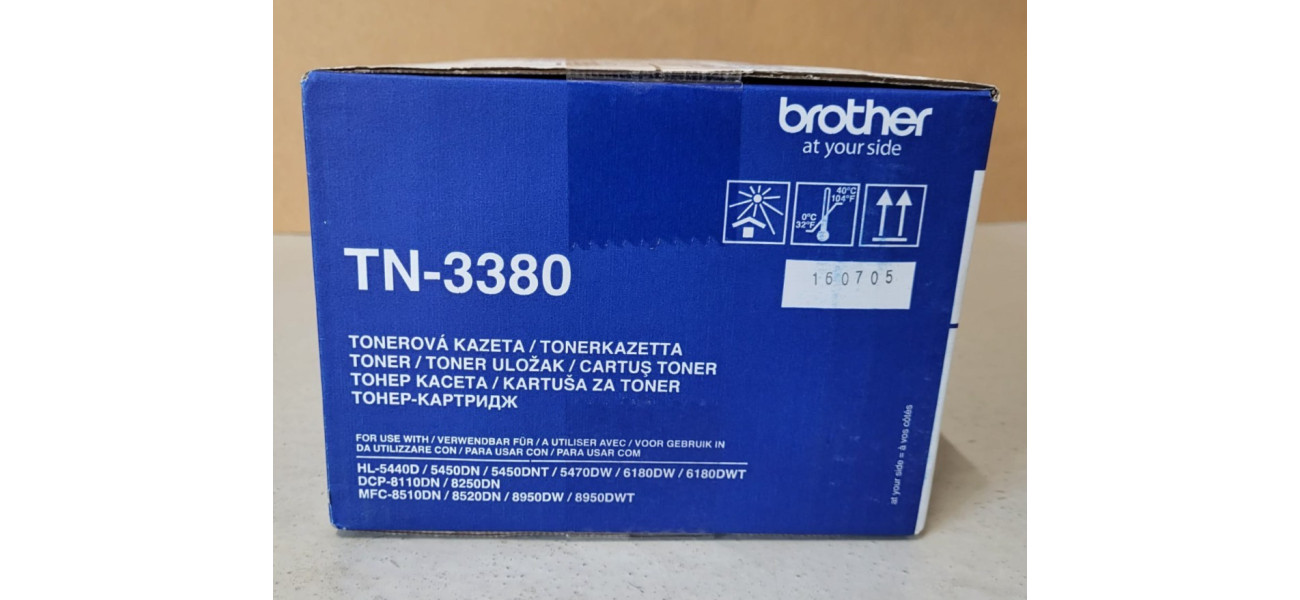 brother
at your side
40°C
104°F
0°C
32°F
TN-3380
160705
TONEROVÁ KAZETA / TONERKAZETTA
TONER / TONER ULOŽAK / CARTUŞ TONER
ТОНЕР КАСЕТА / KARTUŠA ZA TONER
ТОНЕР-КАРТРИДЖ
FOR USE WITH / VERWENDBAR FÜR / A UTILISER AVEC / VOOR GEBRUIK IN
DA UTILIZZARE CON / PARA USAR CON / PARA USAR COM
HL-5440D / 5450DN / 5450DNT / 5470DW / 6180DW / 6180DWT
DCP-8110DN / 8250DN
MFC-8510DN / 8520DN / 8950DW / 8950DWT
at your side = à vos côtés